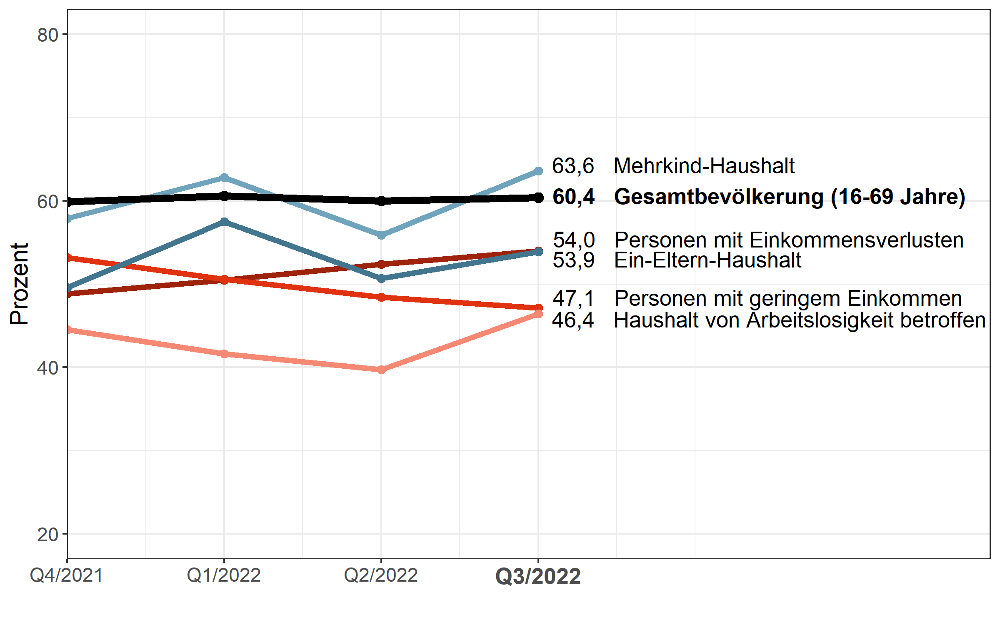 80
60
40
20
Prozent
63,6 Mehrkind-Haushalt
60,4 Gesamtbevölkerung (16-69 Jahre)
54,0 Personen mit Einkommensverlusten
53,9 Ein-Eltern-Haushalt
47,1 Personen mit geringem Einkommen
46,4 Haushalt von Arbeitslosigkeit betroffen
Q4/2021 Q1/2022 Q2/2022 Q3/2022